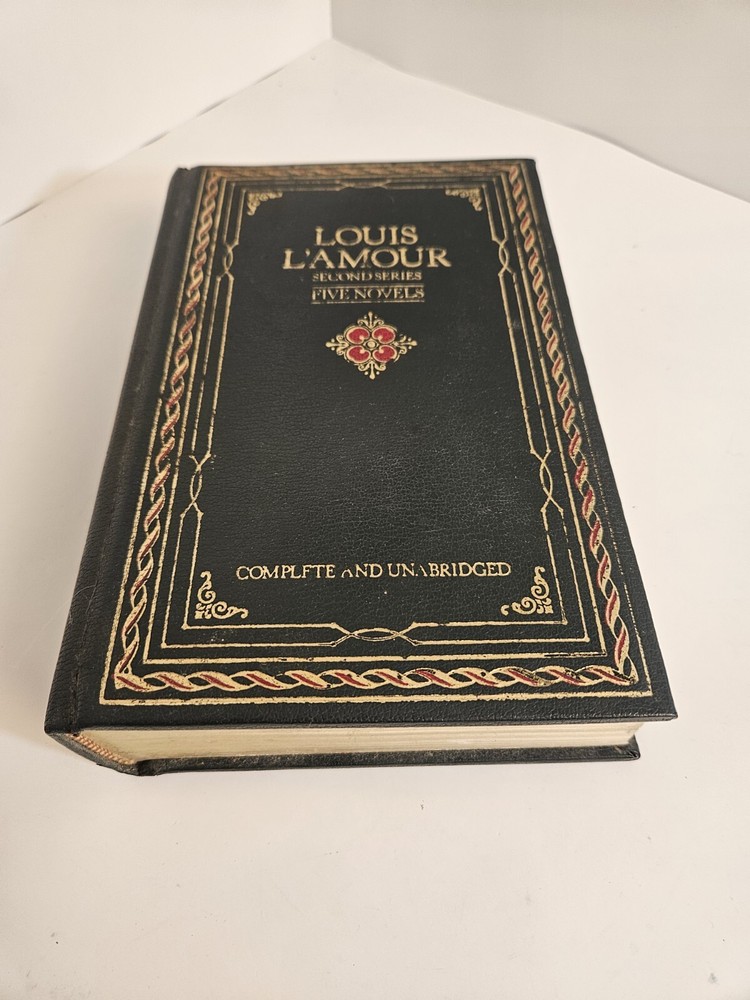 LOUIS
L'AMOUR
SECOND SERIES
FIVE NOVELS
COMPLETE AND UNABRIDGED